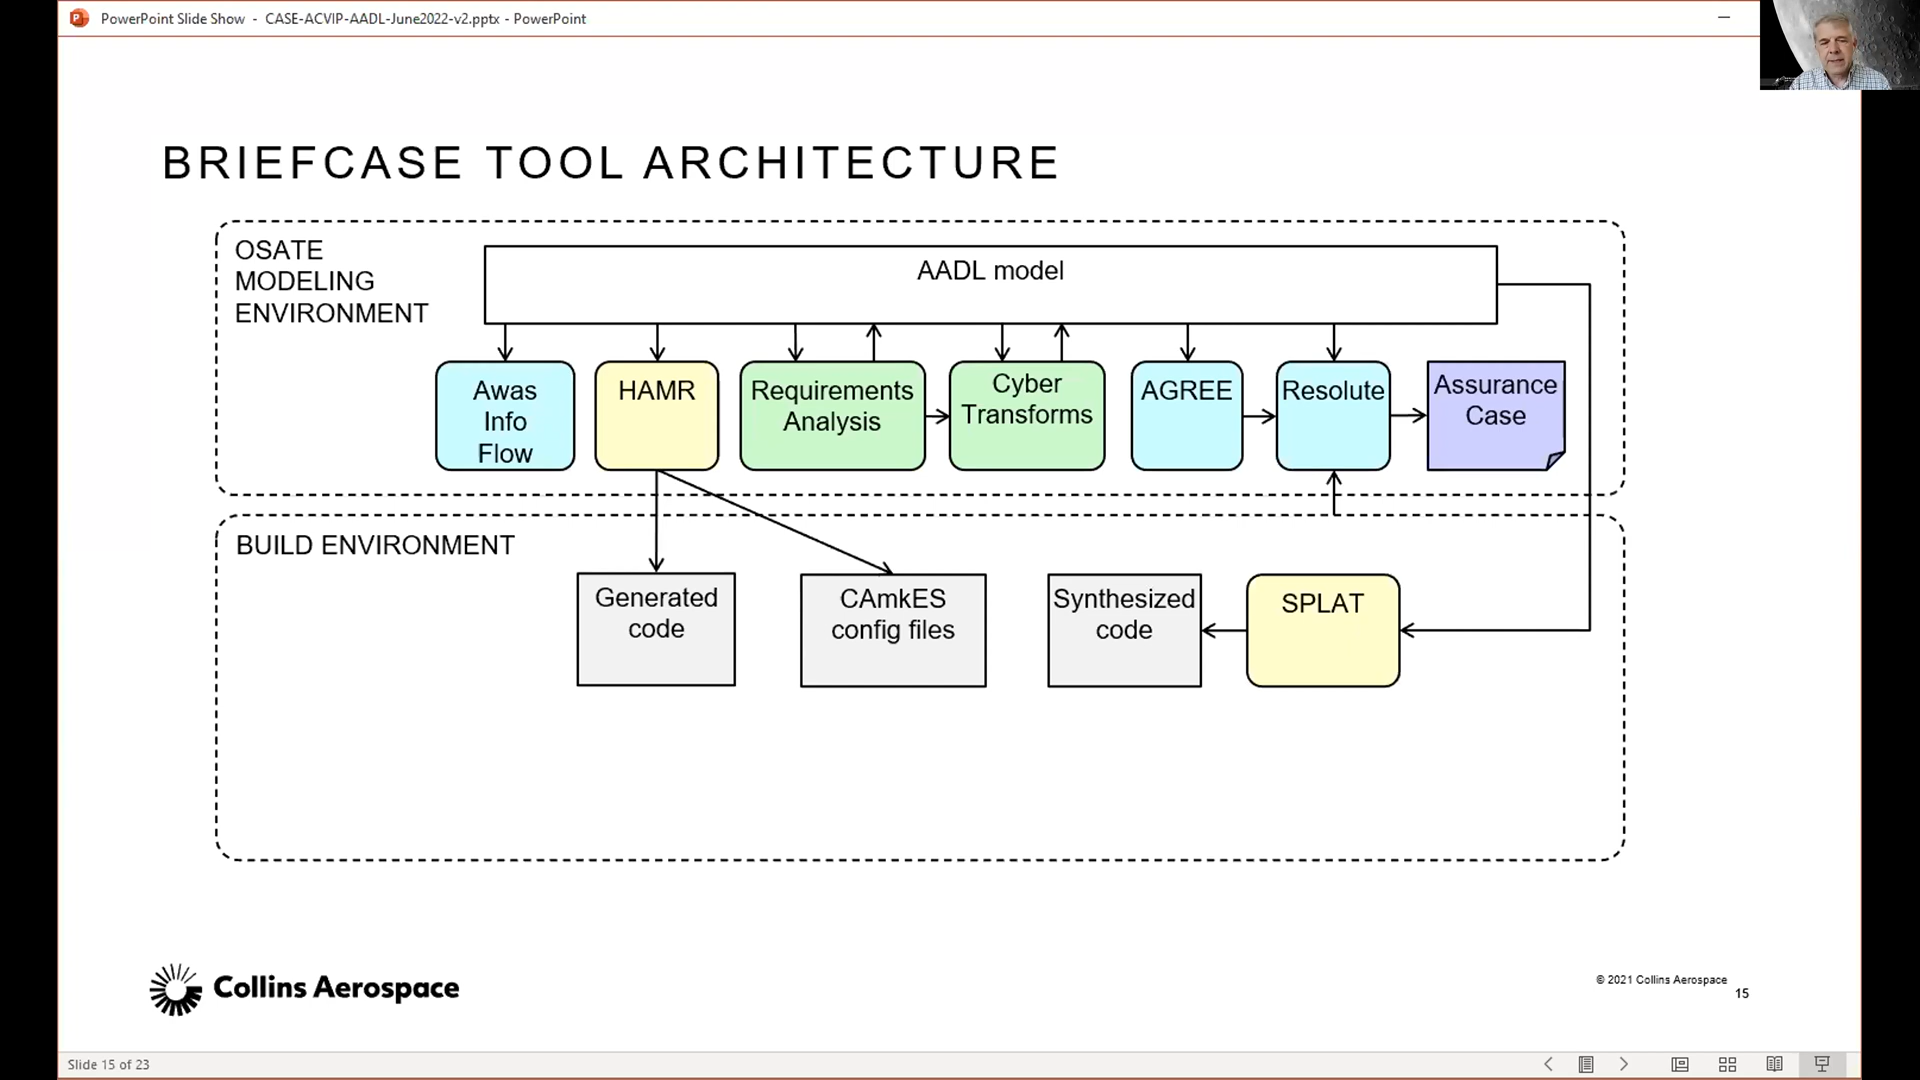 PowerPoint Slide Show - CASE-ACVIP-AADL-June2022-v2.pptx - PowerPoint
BRIEFCASE TOOL ARCHITECTURE
OSATE
MODELING
ENVIRONMENT
AADL model
Awas
Info
Flow
HAMR
Requirements
Analysis
Cyber
Transforms
AGREE
Resolute
Assurance
Case
BUILD ENVIRONMENT
Generated
code
CAmkES
config files
Synthesized
code
SPLAT
Collins Aerospace
© 2021 Collins Aerospace
15
Slide 15 of 23